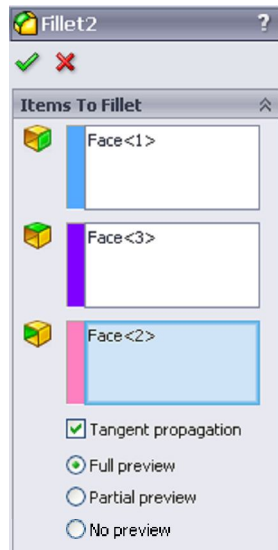 Fillet2 ?
Items To Fillet
Face<1>
Face<3>
Face<2>
Tangent propagation
Full preview
Partial preview
No preview